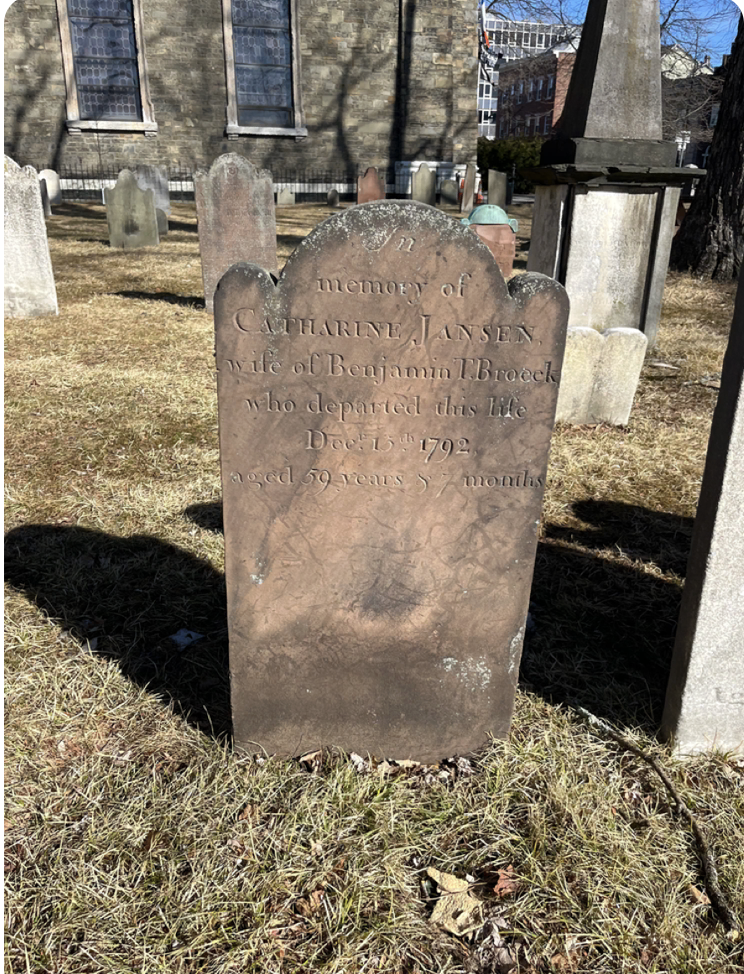 In
memory of
CATHARINE JANSEN,
wife of Benjamin T.Broeck
who departed this life
Decr. 15th 1792,
aged 59 years & 7 months